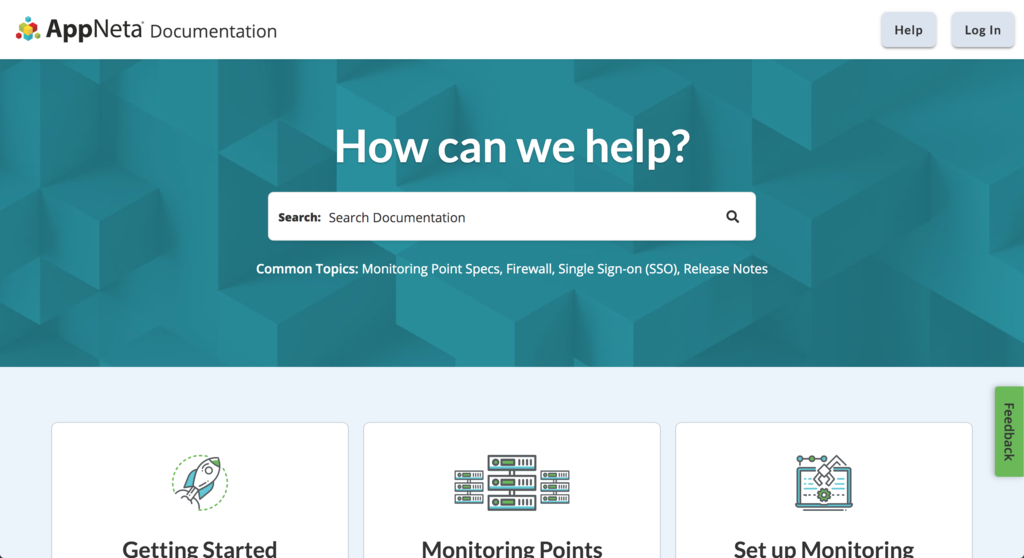 AppNeta Documentation
Help
Log In
How can we help?
Search: Search Documentation
Common Topics: Monitoring Point Specs, Firewall, Single Sign-on (SSO), Release Notes
Feedback
Getting Started
Monitoring Points
Set up Monitoring